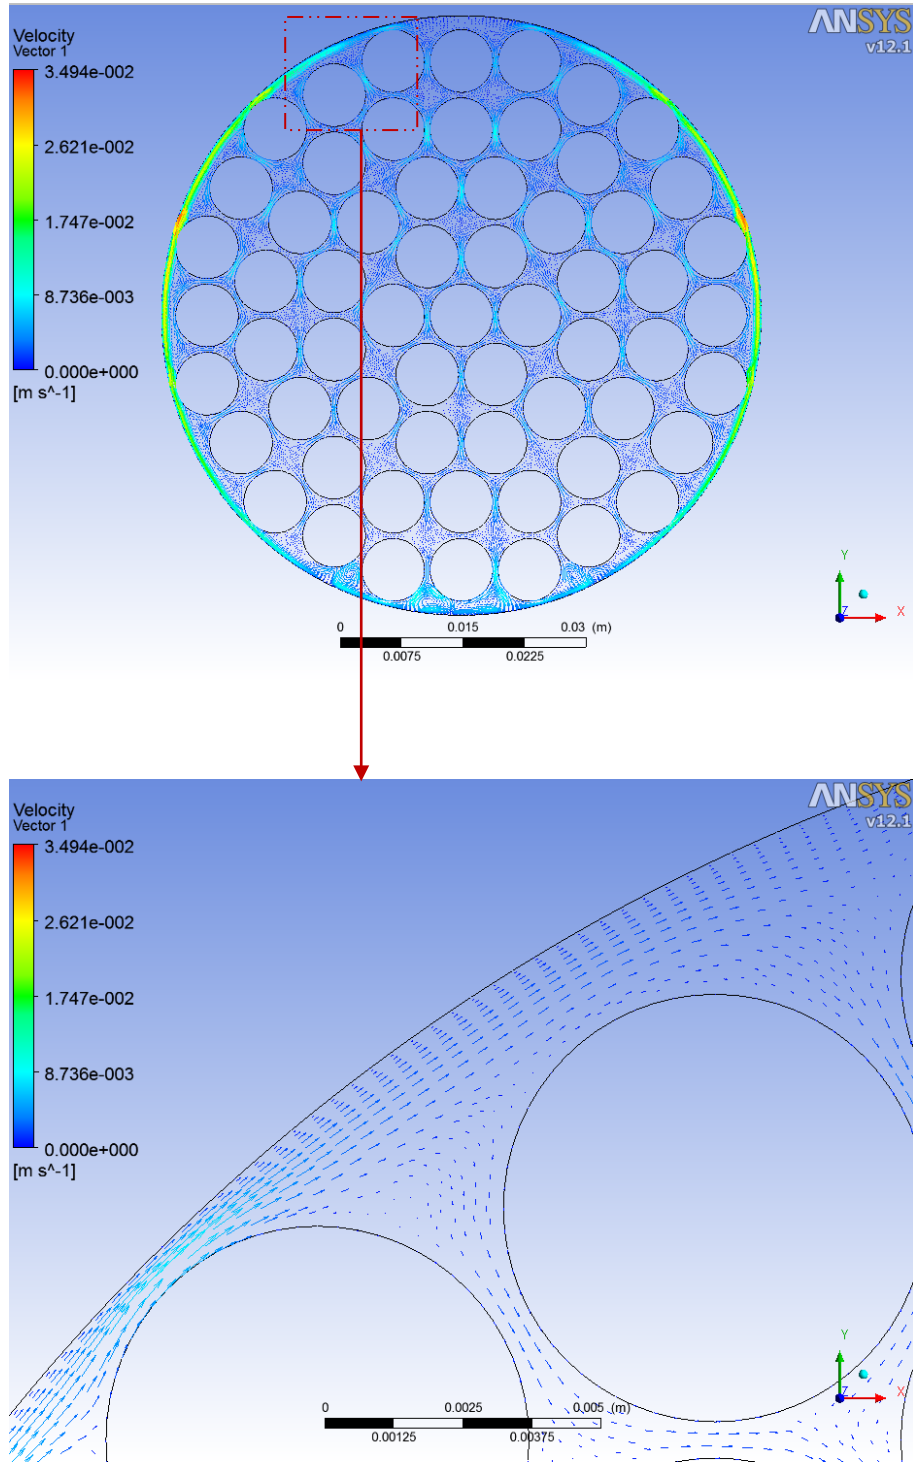 ANSYS
v12.1
Velocity
Vector 1
3.494e-002
2.621e-002
1.747e-002
8.736e-003
0.000e+000
[m s^-1]
Y
Z
X
0 0.015 0.03 (m)
0.0075 0.0225
ANSYS
v12.1
Velocity
Vector 1
3.494e-002
2.621e-002
1.747e-002
8.736e-003
0.000e+000
[m s^-1]
Y
Z
X
0 0.0025 0.005 (m)
0.00125 0.00375